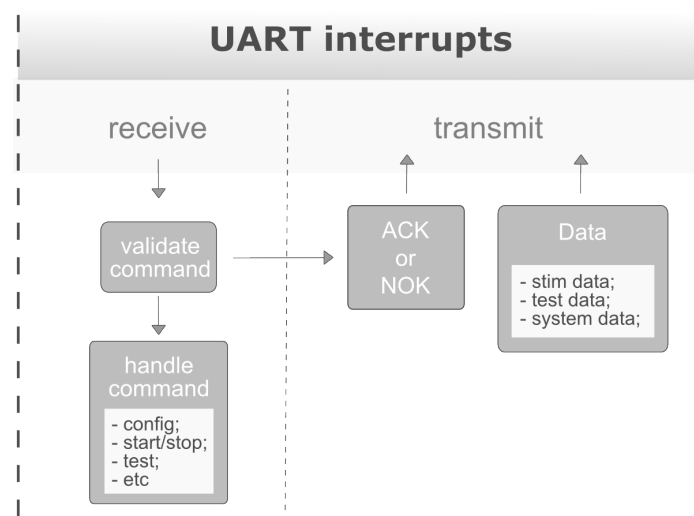 UART interrupts
receive
transmit
validate
command
ACK
or
NOK
Data
- stim data;
- test data;
- system data;
handle
command
- config;
- start/stop;
- test;
- etc